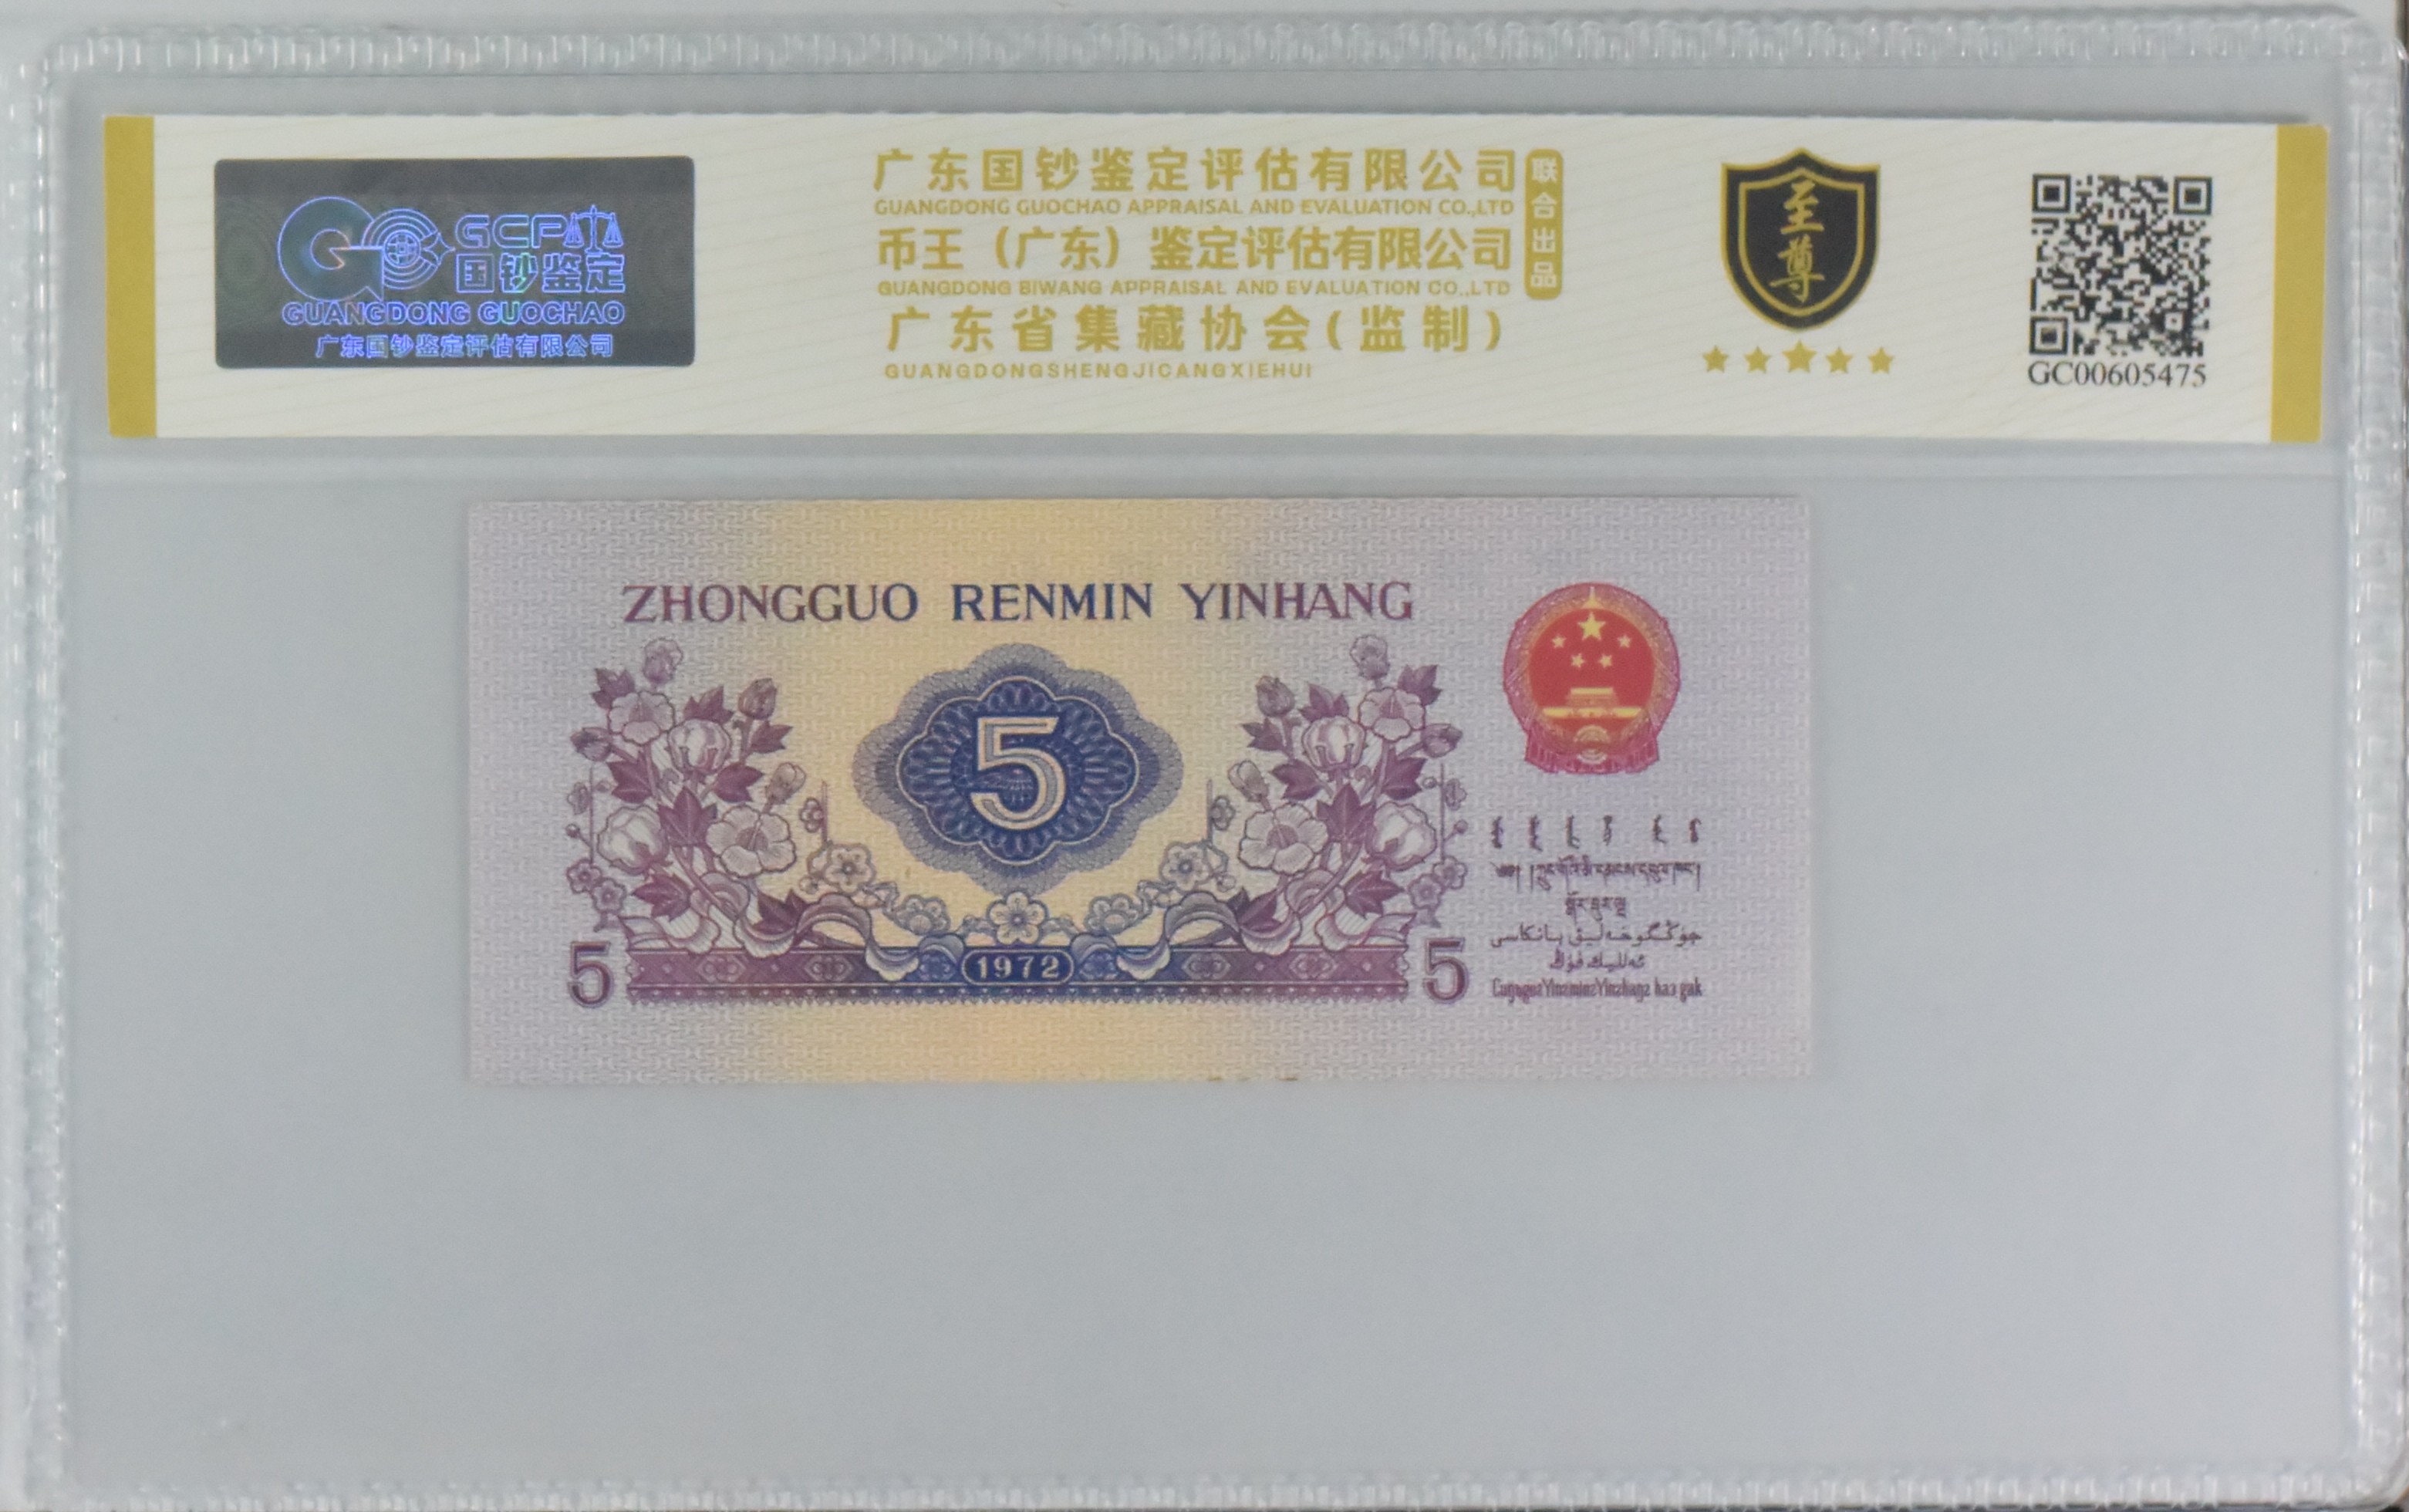 GCP
国钞鉴定
GUANGDONG GUOCHAO
广东国钞鉴定评估有限公司
广东国钞鉴定评估有限公司
GUANGDONG GUOCHAO APPRAISAL AND EVALUATION CO.,LTD
币王（广东）鉴定评估有限公司
GUANGDONG BIWANG APPRAISAL AND EVALUATION CO.,LTD
广东省集藏协会(监制)
GUANGDONGSHENGJICANGXIEHUI
联合出品
至尊
GC00605475
ZHONGGUO RENMIN YINHANG
5
1972
5
5
جۇڭگو خەلىق بانكاسى